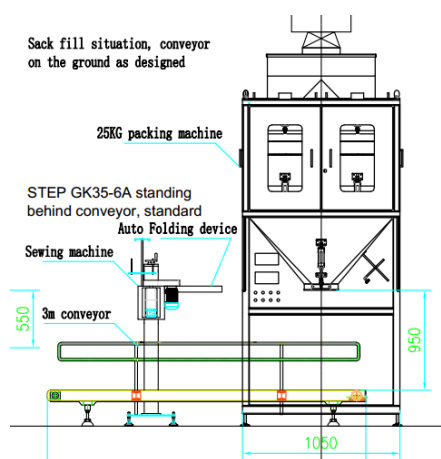 Sack fill situation, conveyor
on the ground as designed
25KG packing machine
STEP GK35-6A standing
behind conveyor, standard
Auto Folding device
Sewing machine
3m conveyor
550
950
1050